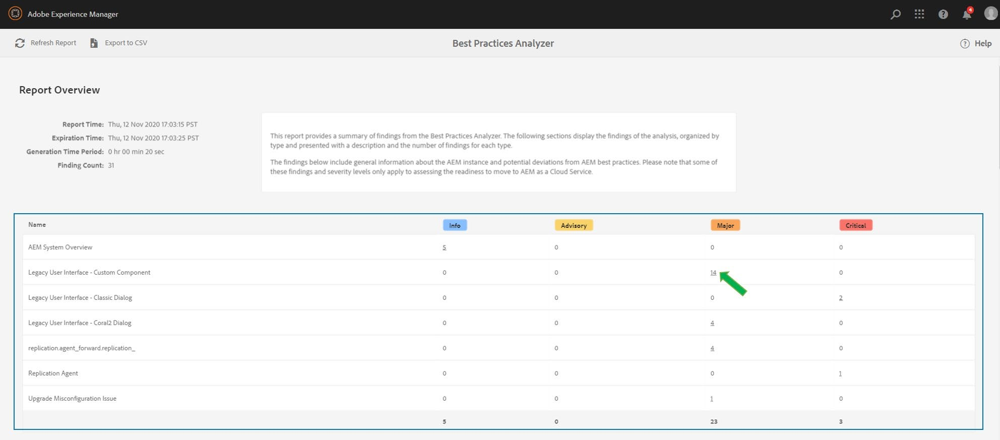 Adobe Experience Manager
4
Refresh Report Export to CSV Best Practices Analyzer Help
Report Overview
Report Time: Thu, 12 Nov 2020 17:03:15 PST
Expiration Time: Thu, 12 Nov 2020 17:03:25 PST
Generation Time Period: 0 hr 00 min 20 sec
Finding Count: 31
This report provides a summary of findings from the Best Practices Analyzer. The following sections display the findings of the analysis, organized by
type and presented with a description and the number of findings for each type.
The findings below include general information about the AEM instance and potential deviations from AEM best practices. Please note that some of
these findings and severity levels only apply to assessing the readiness to move to AEM as a Cloud Service.
Name Info Advisory Major Critical
AEM System Overview 5 0 0 0
Legacy User Interface - Custom Component 0 0 14 0
Legacy User Interface - Classic Dialog 0 0 0 2
Legacy User Interface - Coral2 Dialog 0 0 4 0
replication.agent_forward.replication_ 0 0 4 0
Replication Agent 0 0 0 1
Upgrade Misconfiguration Issue 0 0 1 0
5 0 23 3